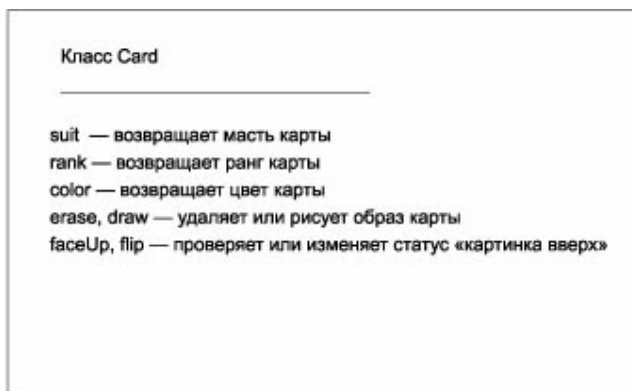 Класс Card
suit — возвращает масть карты
rank — возвращает ранг карты
color — возвращает цвет карты
erase, draw — удаляет или рисует образ карты
faceUp, flip — проверяет или изменяет статус «картинка вверх»